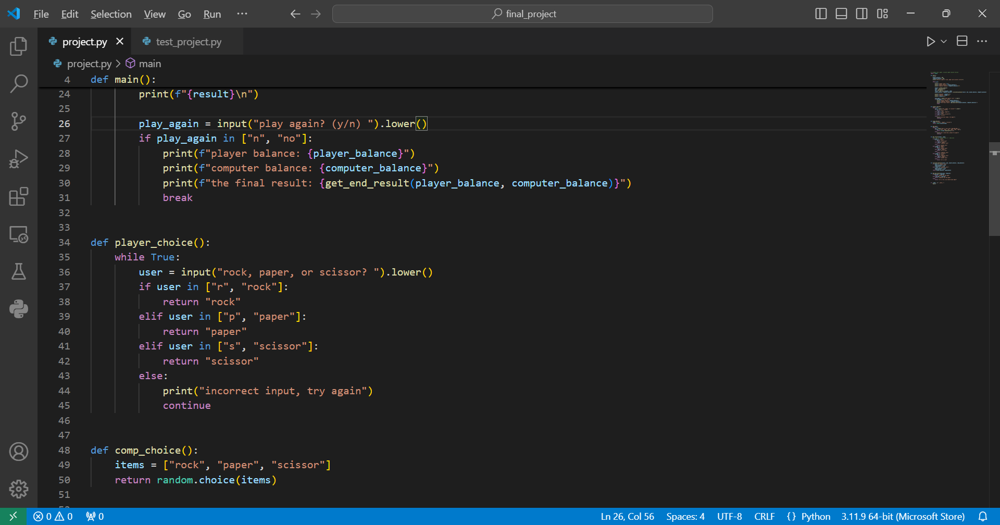 File Edit Selection View Go Run ··· final_project
project.py test_project.py
project.py > main
4 def main():
24 print(f"{result}\n")
25
26 play_again = input("play again? (y/n) ").lower()
27 if play_again in ["n", "no"]:
28 print(f"player balance: {player_balance}")
29 print(f"computer balance: {computer_balance}")
30 print(f"the final result: {get_end_result(player_balance, computer_balance)}")
31 break
32
33
34 def player_choice():
35 while True:
36 user = input("rock, paper, or scissor? ").lower()
37 if user in ["r", "rock"]:
38 return "rock"
39 elif user in ["p", "paper"]:
40 return "paper"
41 elif user in ["s", "scissor"]:
42 return "scissor"
43 else:
44 print("incorrect input, try again")
45 continue
46
47
48 def comp_choice():
49 items = ["rock", "paper", "scissor"]
50 return random.choice(items)
51
0 0 0 Ln 26, Col 56 Spaces: 4 UTF-8 CRLF {} Python 3.11.9 64-bit (Microsoft Store)